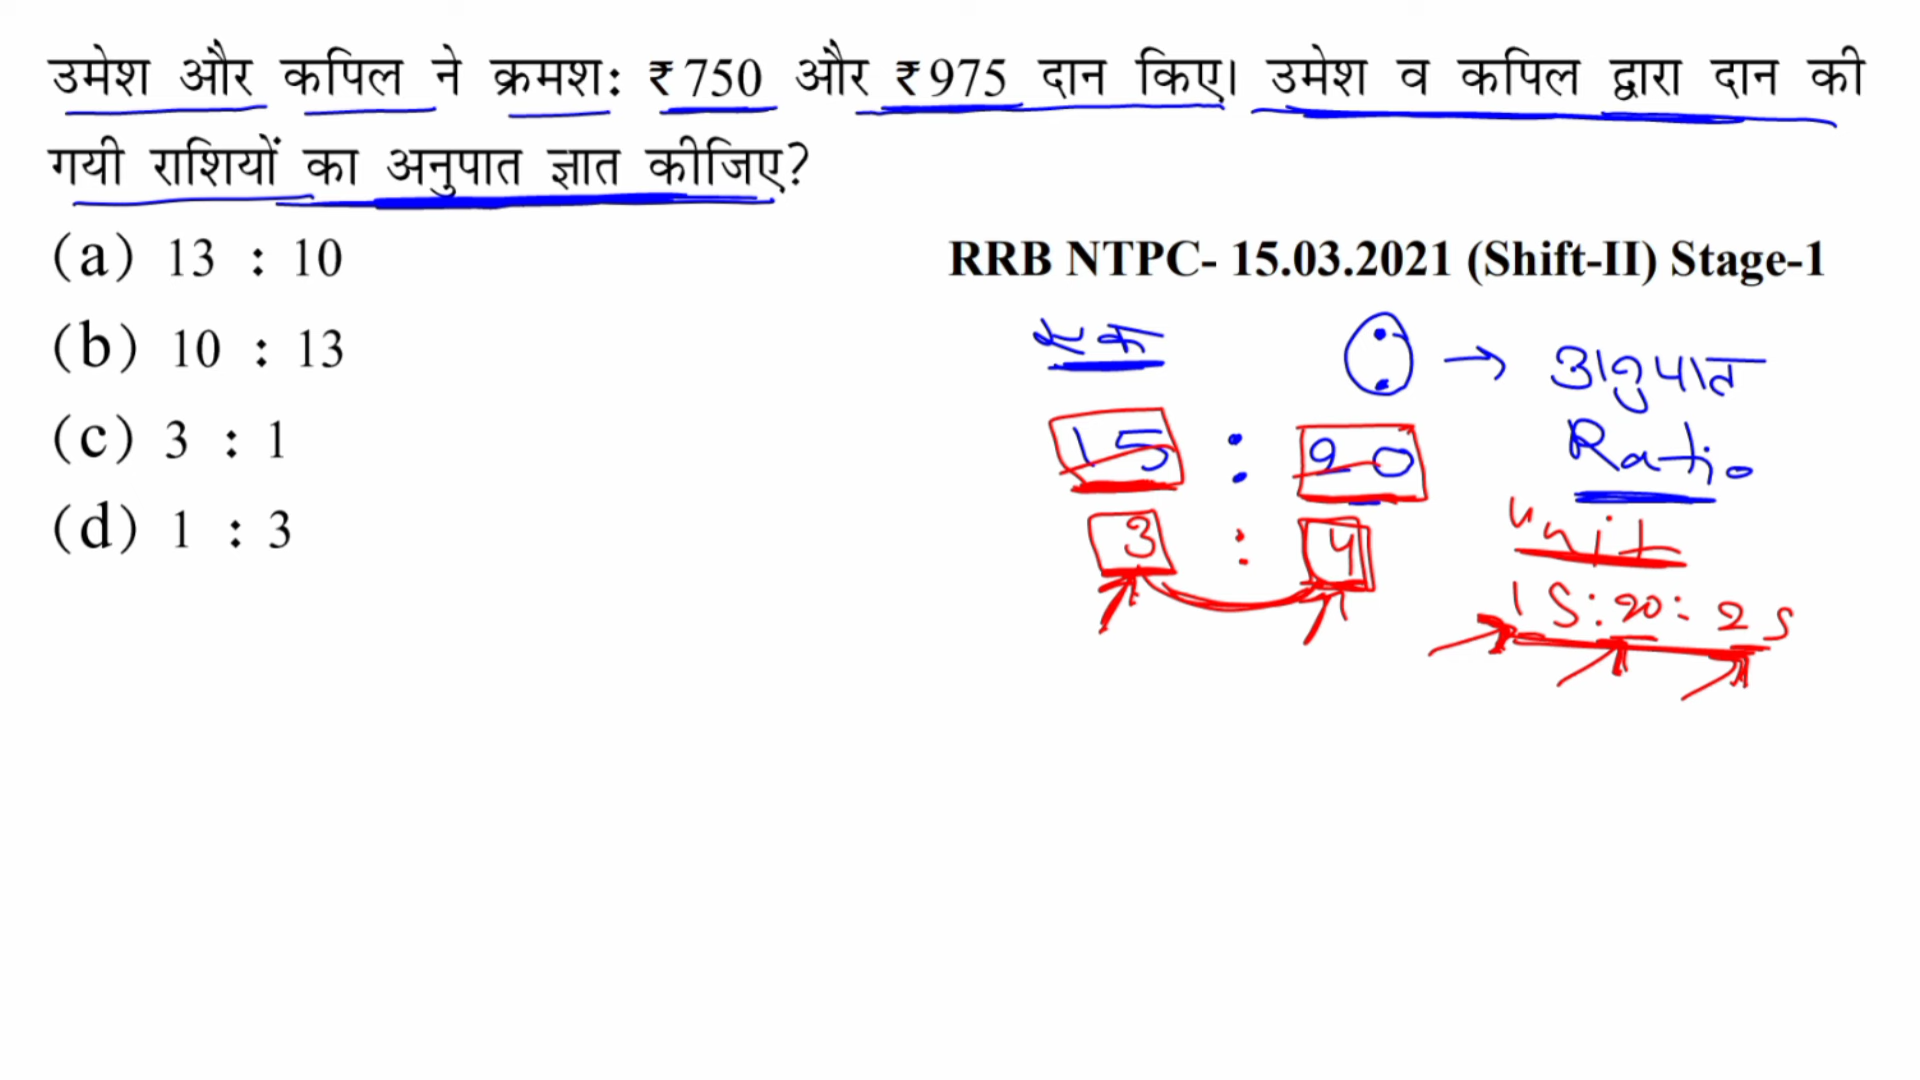 उमेश और कपिल ने क्रमशः ₹750 और ₹975 दान किए। उमेश व कपिल द्वारा दान की
गयी राशियों का अनुपात ज्ञात कीजिए?
(a) 13 : 10
RRB NTPC- 15.03.2021 (Shift-II) Stage-1
(b) 10 : 13
→ अनुपात
(c) 3 : 1
15 : 20
Ratio
(d) 1 : 3
3 : 4
Unit
15:20:25